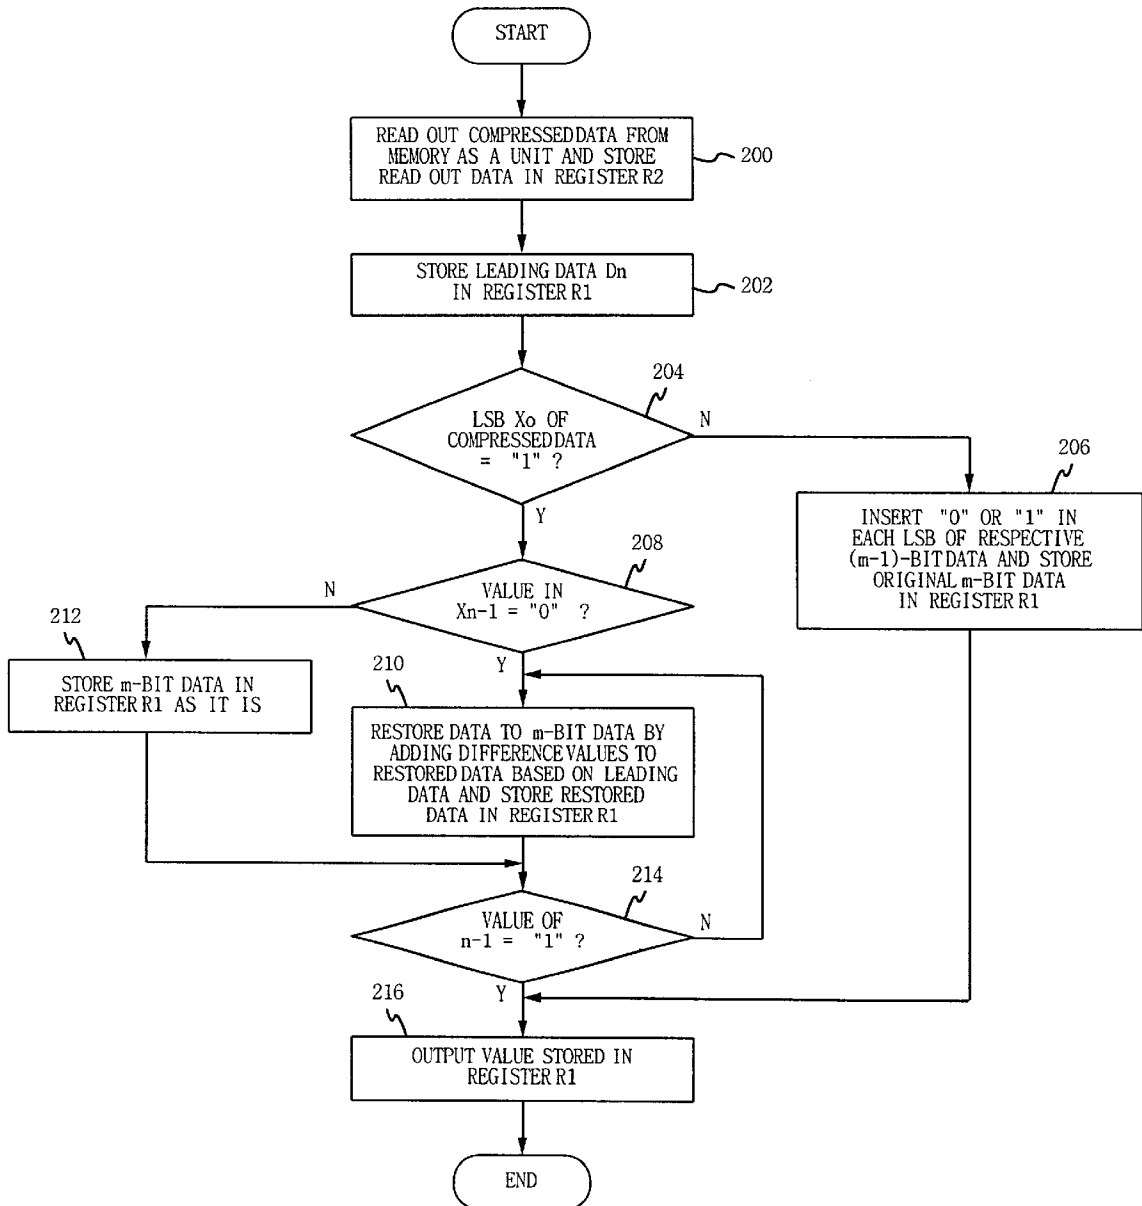 START
READ OUT COMPRESSED DATA FROM
MEMORY AS A UNIT AND STORE
READ OUT DATA IN REGISTER R2
200
STORE LEADING DATA Dn
IN REGISTER R1
202
204
LSB Xo OF
COMPRESSED DATA
= "1" ?
N
Y
206
INSERT "0" OR "1" IN
EACH LSB OF RESPECTIVE
(m-1)-BIT DATA AND STORE
ORIGINAL m-BIT DATA
IN REGISTER R1
208
VALUE IN
Xn-1 = "0" ?
N
Y
212
STORE m-BIT DATA IN
REGISTER R1 AS IT IS
210
RESTORE DATA TO m-BIT DATA BY
ADDING DIFFERENCE VALUES TO
RESTORED DATA BASED ON LEADING
DATA AND STORE RESTORED
DATA IN REGISTER R1
214
VALUE OF
n-1 = "1" ?
N
Y
216
OUTPUT VALUE STORED IN
REGISTER R1
END